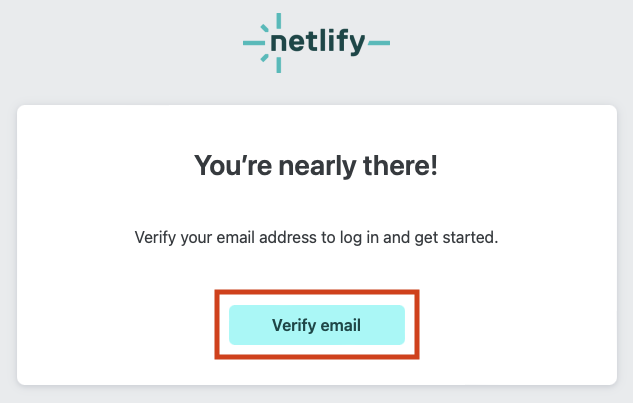 netlify
You’re nearly there!
Verify your email address to log in and get started.
Verify email